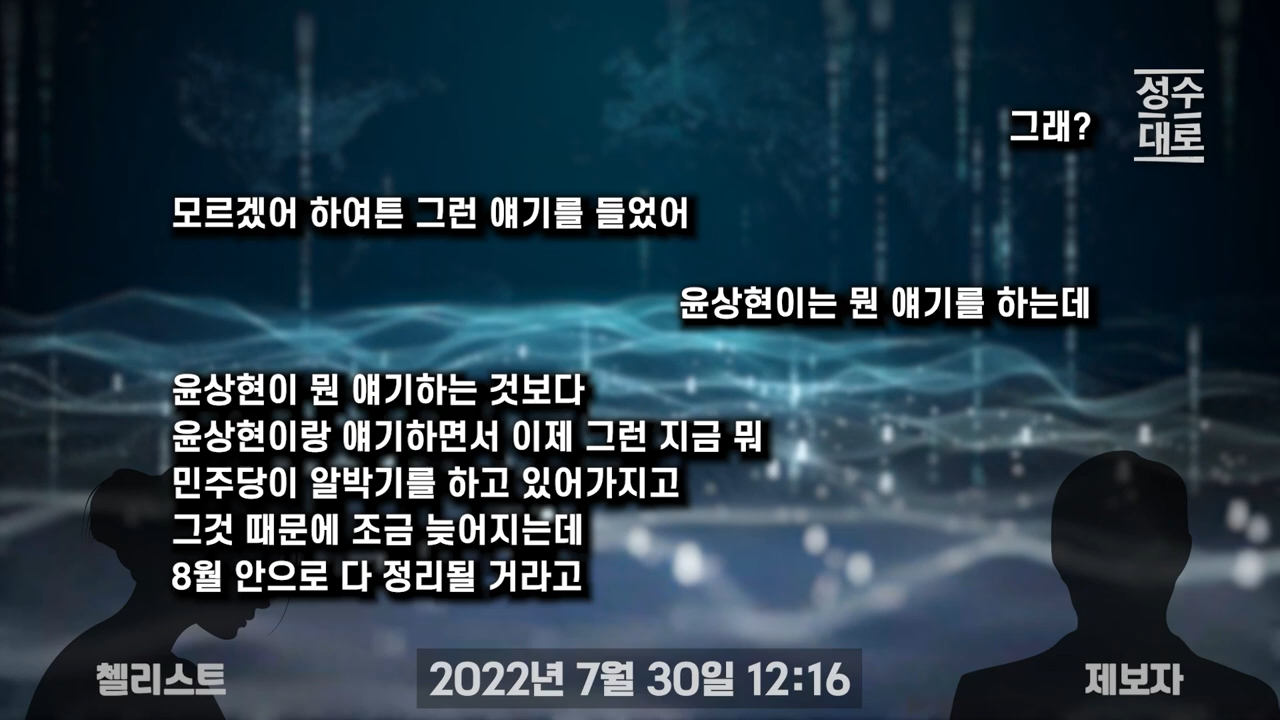 성수
대로
그래?
모르겠어 하여튼 그런 얘기를 들었어
윤상현이는 뭔 얘기를 하는데
윤상현이 뭔 얘기하는 것보다
윤상현이랑 얘기하면서 이제 그런 지금 뭐
민주당이 알박기를 하고 있어가지고
그것 때문에 조금 늦어지는데
8월 안으로 다 정리될 거라고
첼리스트
2022년 7월 30일 12:16
제보자